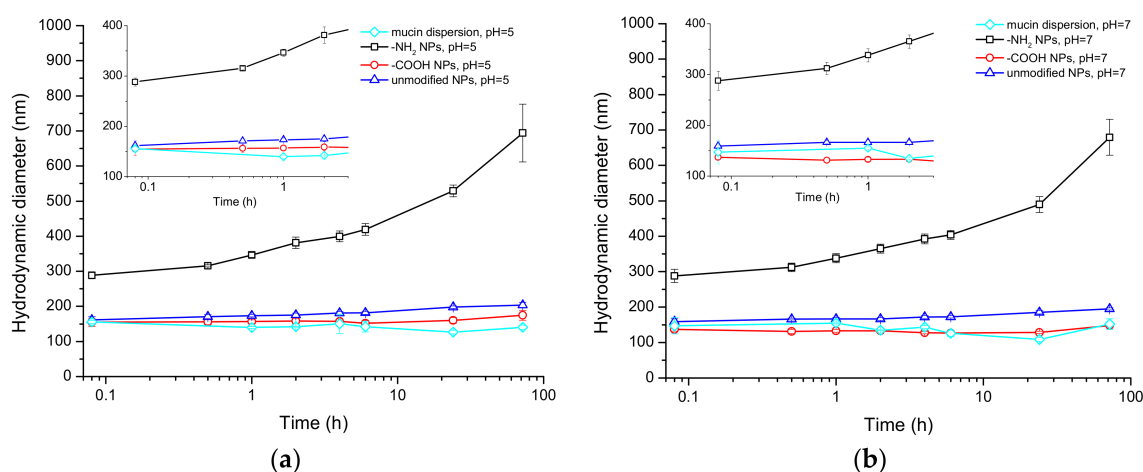 1000
900
800
700
600
500
400
300
200
100
0
Hydrodynamic diameter (nm)
0.1
1
10
100
Time (h)
400
300
200
100
0.1
1
Time (h)
mucin dispersion, pH=5
-NH₂ NPs, pH=5
-COOH NPs, pH=5
unmodified NPs, pH=5
(a)
1000
900
800
700
600
500
400
300
200
100
0
Hydrodynamic diameter (nm)
0.1
1
10
100
Time (h)
400
300
200
100
0.1
1
Time (h)
mucin dispersion, pH=7
-NH₂ NPs, pH=7
-COOH NPs, pH=7
unmodified NPs, pH=7
(b)